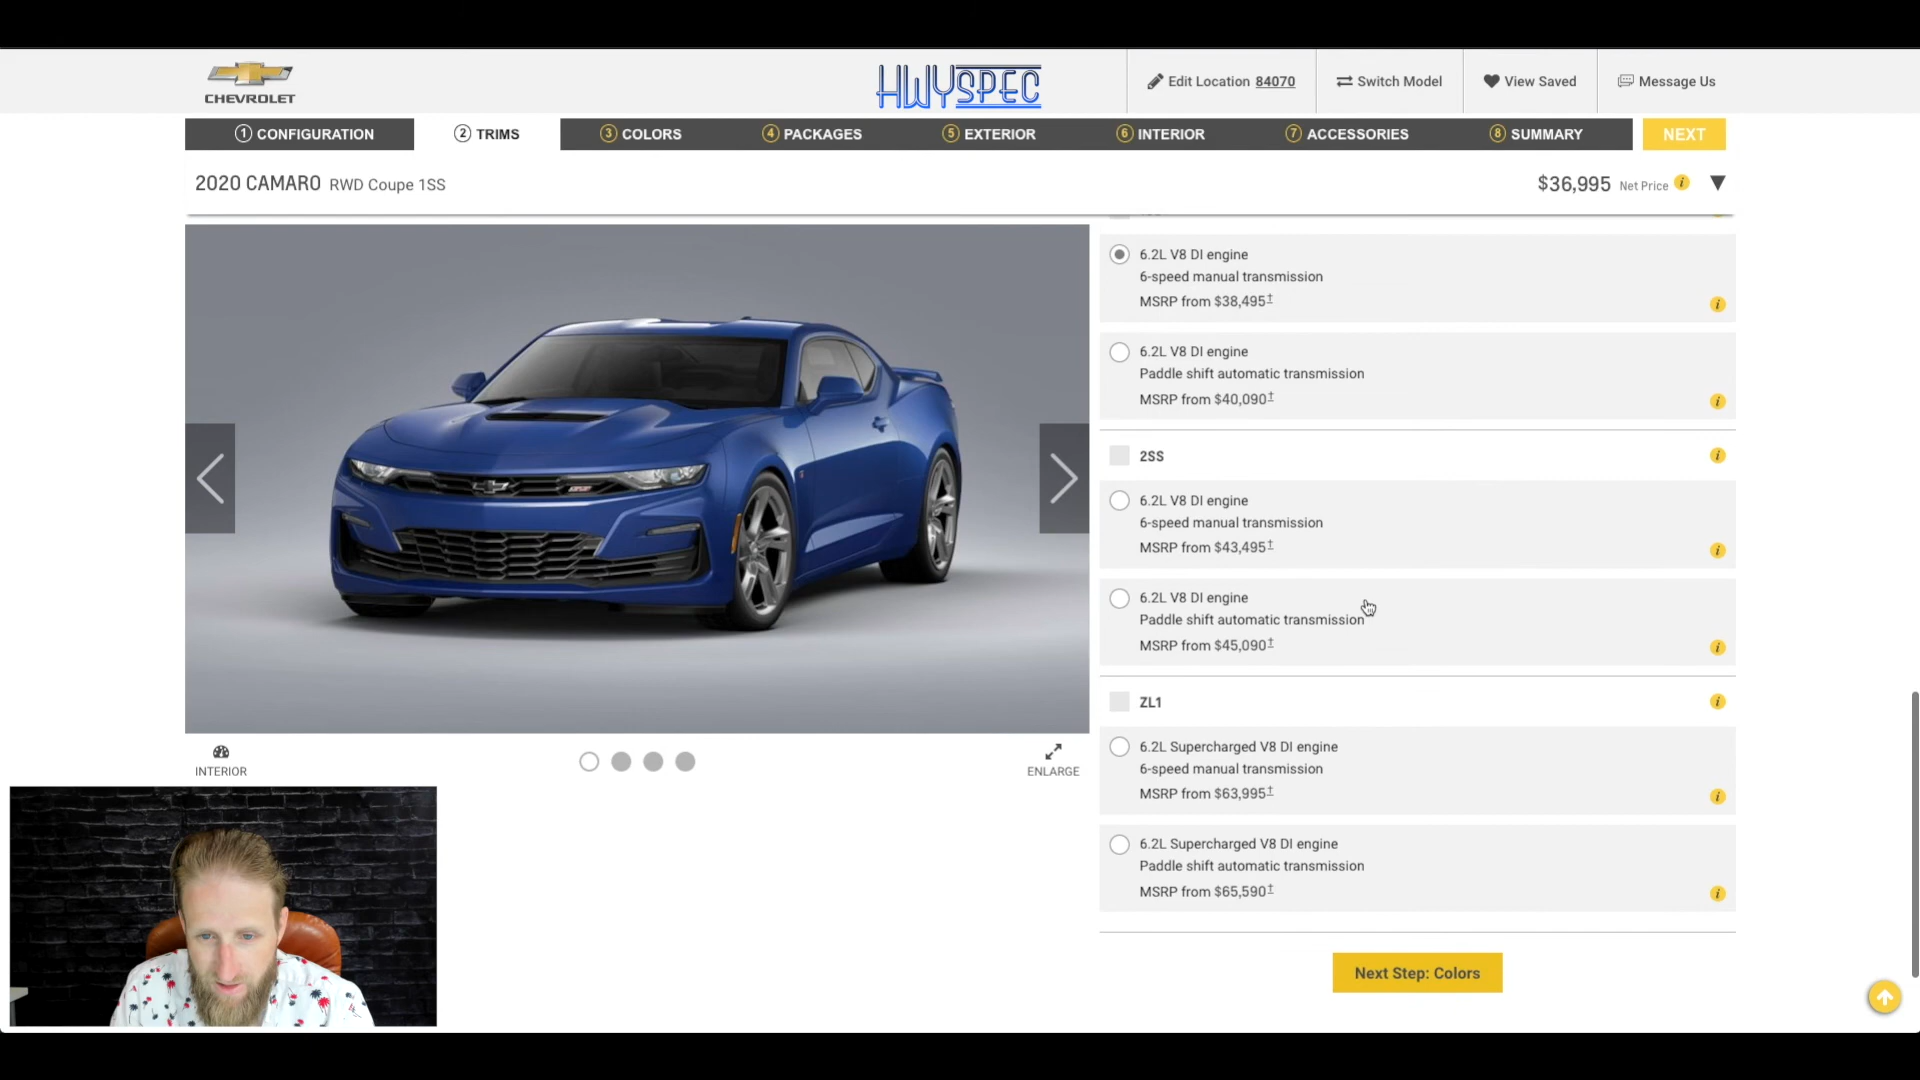 CHEVROLET
HWYSPEC
Edit Location 84070
Switch Model
View Saved
Message Us
1 CONFIGURATION
2 TRIMS
3 COLORS
4 PACKAGES
5 EXTERIOR
6 INTERIOR
7 ACCESSORIES
8 SUMMARY
NEXT
2020 CAMARO RWD Coupe 1SS
$36,995 Net Price i
6.2L V8 DI engine
6-speed manual transmission
MSRP from $38,495†
i
6.2L V8 DI engine
Paddle shift automatic transmission
MSRP from $40,090†
i
2SS
i
6.2L V8 DI engine
6-speed manual transmission
MSRP from $43,495†
i
6.2L V8 DI engine
Paddle shift automatic transmission
MSRP from $45,090†
i
ZL1
i
6.2L Supercharged V8 DI engine
6-speed manual transmission
MSRP from $63,995†
i
6.2L Supercharged V8 DI engine
Paddle shift automatic transmission
MSRP from $65,590†
i
INTERIOR
ENLARGE
Next Step: Colors